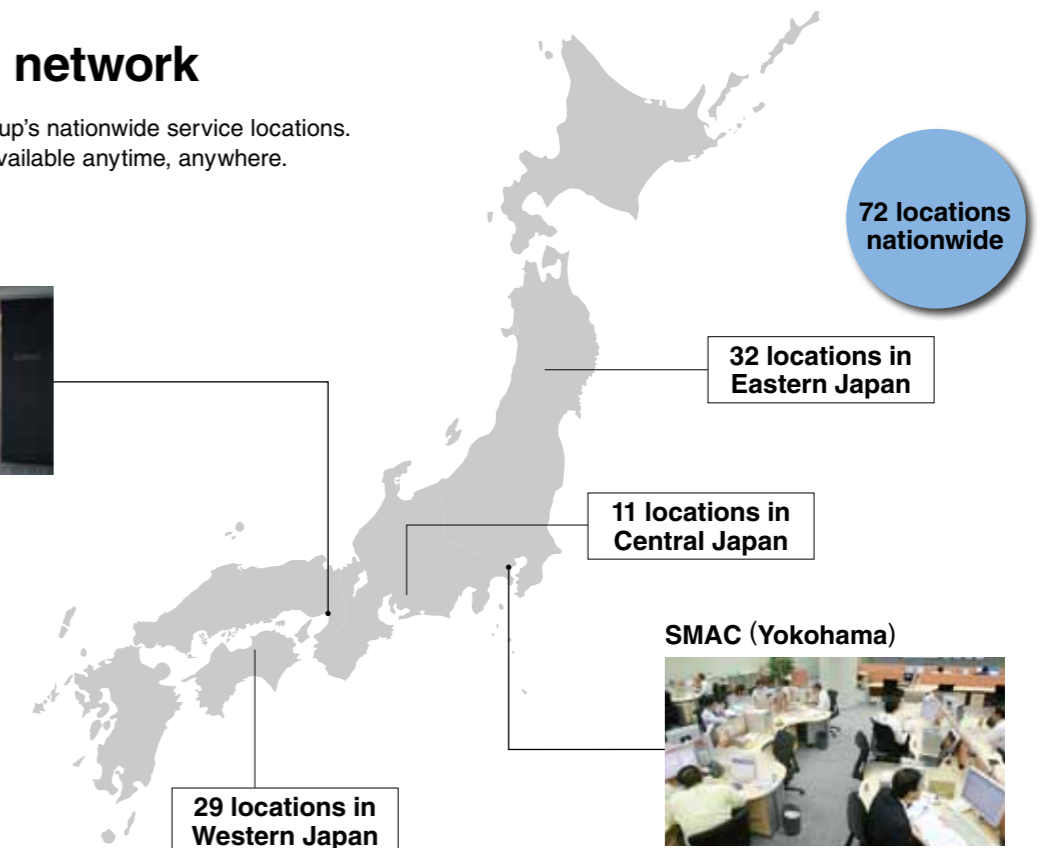 network
up's nationwide service locations.
vailable anytime, anywhere.
72 locations
nationwide
32 locations in
Eastern Japan
11 locations in
Central Japan
SMAC (Yokohama)
29 locations in
Western Japan